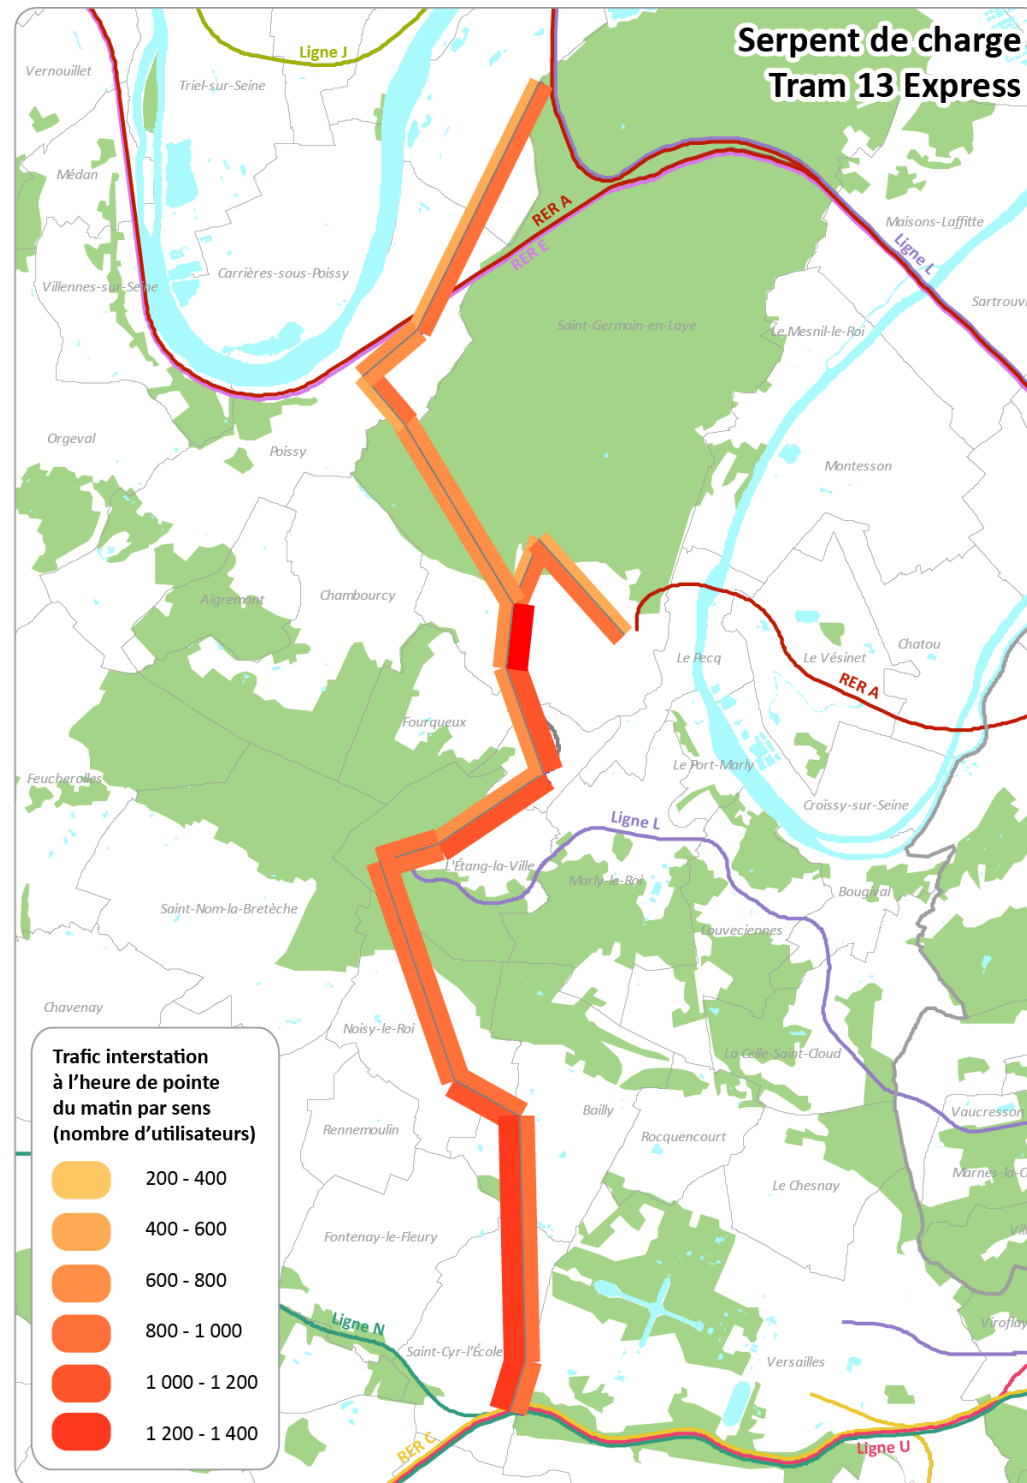 Serpent de charge
Tram 13 Express
Ligne J
Vernouillet
Triel-sur-Seine
Médan
RER A
RER E
Maisons-Laffitte
Ligne L
Carrières-sous-Poissy
Villennes-sur-Seine
Sartrouvi
Saint-Germain-en-Laye
Le Mesnil-le-Roi
Orgeval
Poissy
Montesson
Aigremont
Chambourcy
Le Pecq
Le Vésinet
Chatou
RER A
Fourqueux
Feucherolles
Le Port-Marly
Croissy-sur-Seine
Ligne L
L'Étang-la-Ville
Marly-le-Roi
Bougival
Saint-Nom-la-Bretèche
Louveciennes
Chavenay
Noisy-le-Roi
La Celle-Saint-Cloud
Bailly
Vaucresson
Rennemoulin
Rocquencourt
Marnes-la-C
Le Chesnay
Fontenay-le-Fleury
Vill
Ligne N
Viroflay
Saint-Cyr-l'École
Versailles
RER C
Ligne U
Trafic interstation
à l'heure de pointe
du matin par sens
(nombre d'utilisateurs)
200 - 400
400 - 600
600 - 800
800 - 1 000
1 000 - 1 200
1 200 - 1 400